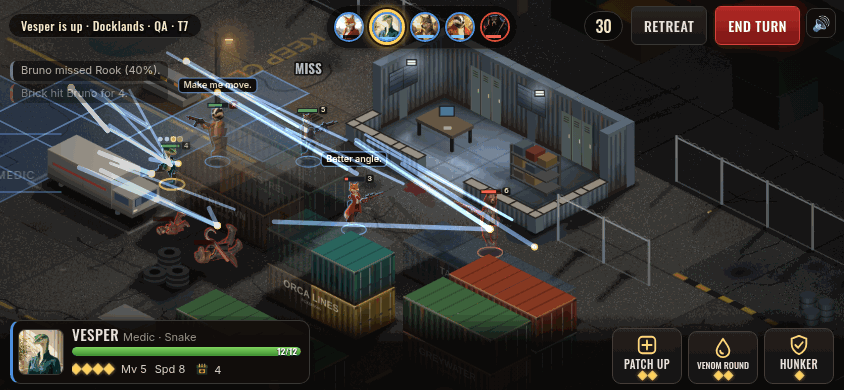 Vesper is up · Docklands · QA · T7
30
RETREAT
END TURN
Bruno missed Rook (40%).
Brick hit Bruno for 4.
KEEP C
MISS
Make me move.
5
4
Better angle.
3
6
MEDIC
ORCA LINES
VESPER Medic · Snake
12/12
Mv 5 Spd 8 4
PATCH UP
VENOM ROUND
HUNKER